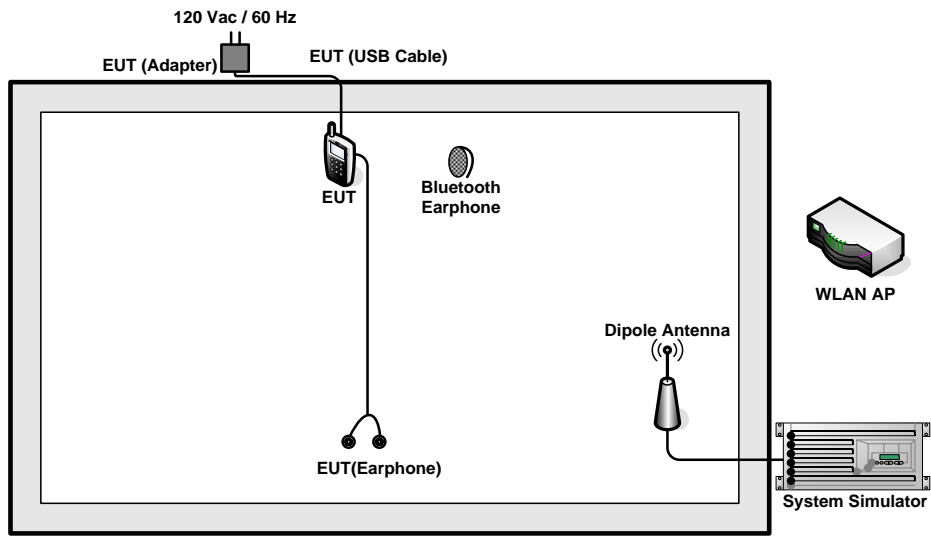 120 Vac / 60 Hz
EUT (Adapter)
EUT (USB Cable)
EUT
Bluetooth
Earphone
WLAN AP
Dipole Antenna
EUT(Earphone)
System Simulator